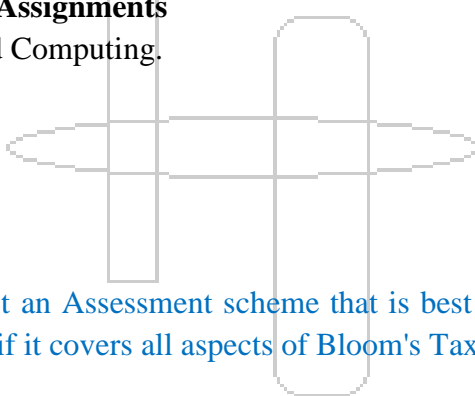 Assignments
d Computing.
t an Assessment scheme that is best
if it covers all aspects of Bloom's Tax